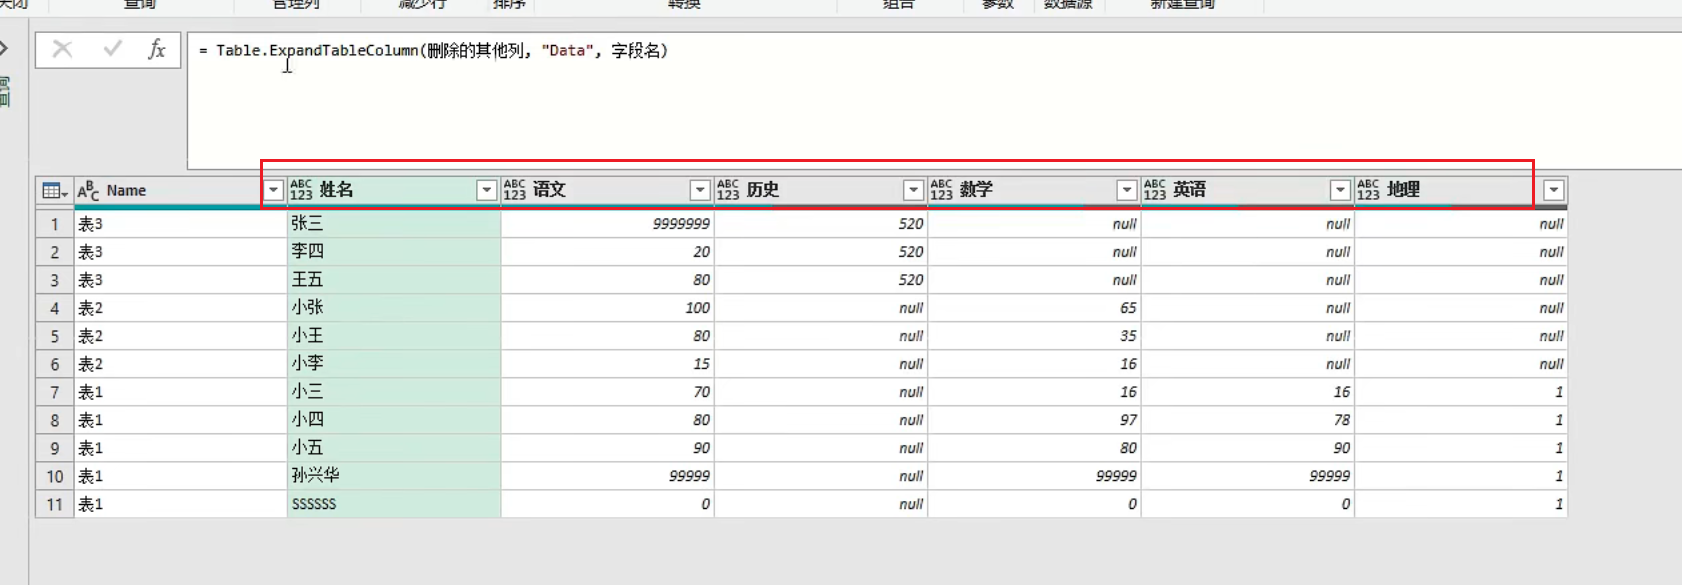 关闭 查询 管理列 减少行 排序 转换 组合 参数 数据源 新建查询
fx = Table.ExpandTableColumn(删除的其他列, "Data", 字段名)
ABC Name ABC123 姓名 ABC123 语文 ABC123 历史 ABC123 数学 ABC123 英语 ABC123 地理
1 表3 张三 9999999 520 null null null
2 表3 李四 20 520 null null null
3 表3 王五 80 520 null null null
4 表2 小张 100 null 65 null null
5 表2 小王 80 null 35 null null
6 表2 小李 15 null 16 null null
7 表1 小三 70 null 16 16 1
8 表1 小四 80 null 97 78 1
9 表1 小五 90 null 80 90 1
10 表1 孙兴华 99999 null 99999 99999 1
11 表1 SSSSSS 0 null 0 0 1